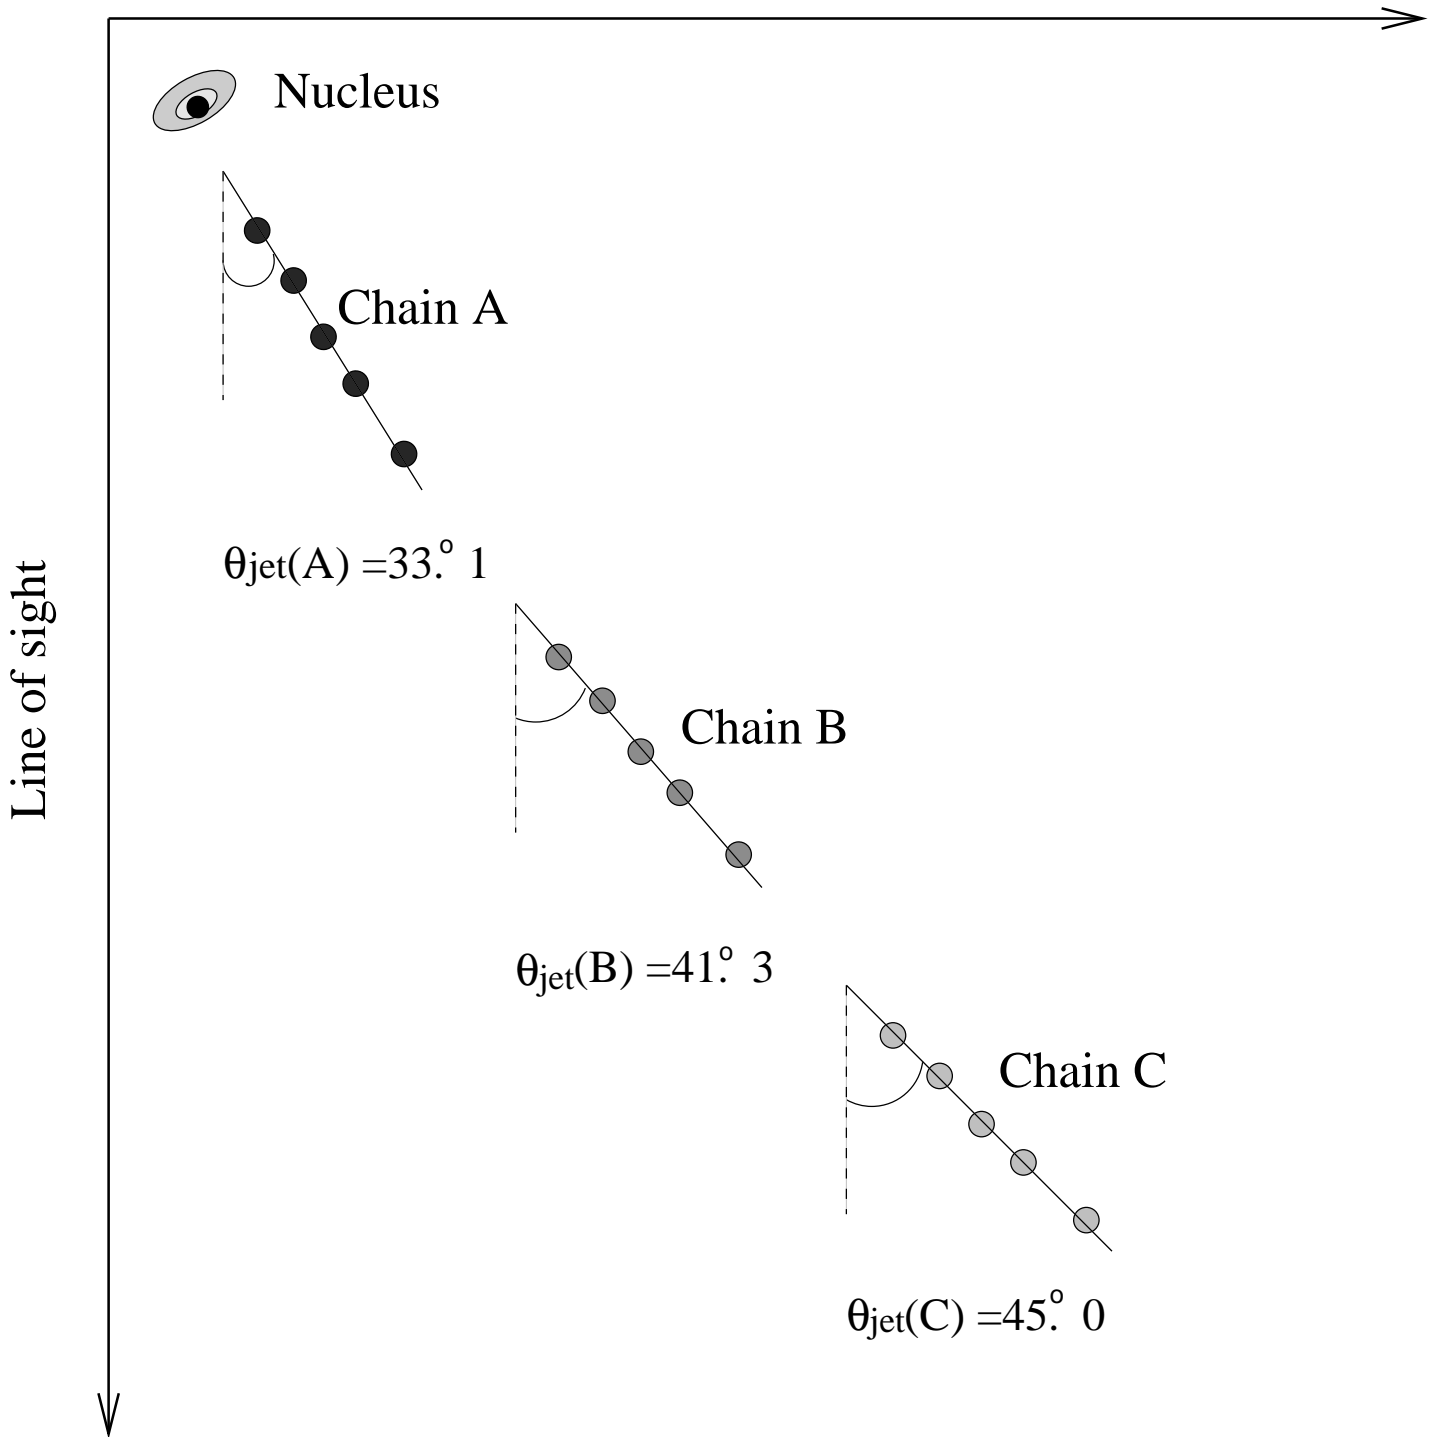 Nucleus
Chain A
θjet(A) =33.° 1
Line of sight
Chain B
θjet(B) =41.° 3
Chain C
θjet(C) =45.° 0